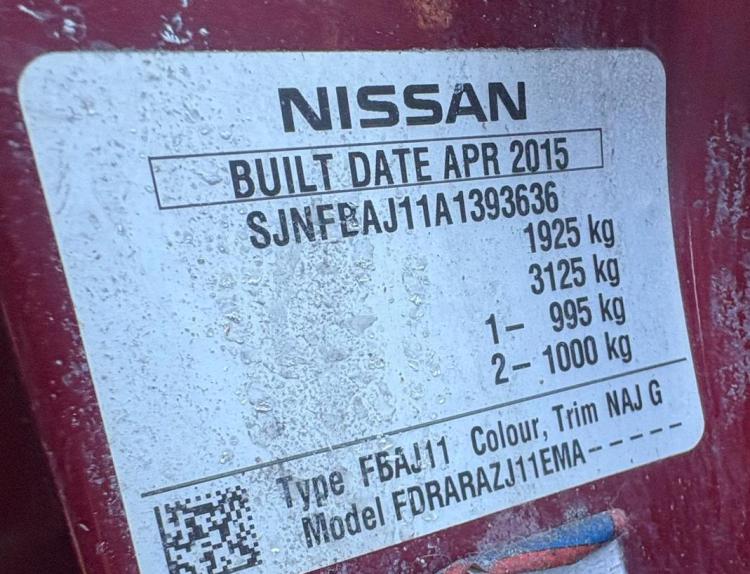 NISSAN
BUILT DATE APR 2015
SJNFBAJ11A1393636
1925 kg
3125 kg
1– 995 kg
2– 1000 kg
Type FBAJ11 Colour, Trim NAJ G
Model FDRARAZJ11EMA-----